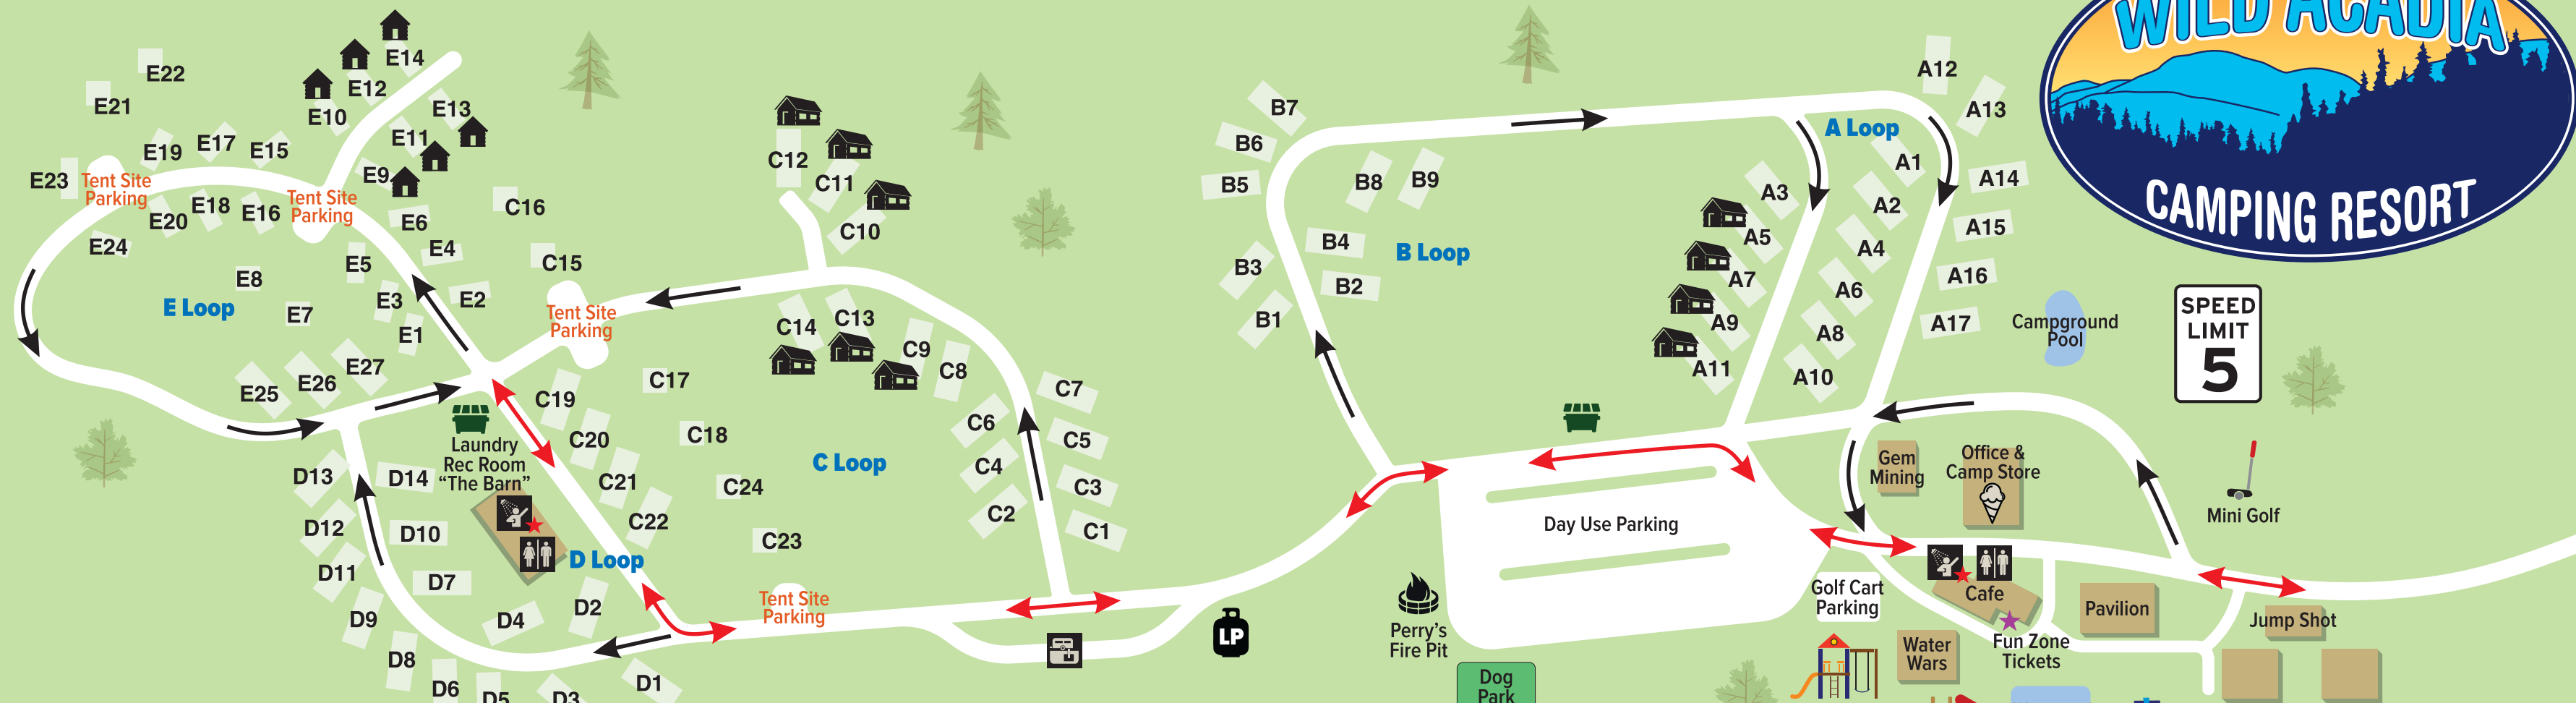 WILD ACADIA
CAMPING RESORT
SPEED
LIMIT
5
E22
E21
E14
E12
E10
E13
E11
E9
E19
E17
E15
E23
Tent Site
Parking
Tent Site
Parking
E20
E18
E16
E24
E6
E4
E5
E8
E3
E2
E7
E1
E Loop
E27
E26
E25
C16
C15
Tent Site
Parking
C12
C11
C10
C14
C13
C9
C8
C7
C6
C5
C4
C3
C2
C1
C Loop
C17
C18
C19
C20
C21
C22
C24
C23
Laundry
Rec Room
“The Barn”
D Loop
D13
D14
D12
D10
D11
D7
D9
D4
D2
D8
D6
D5
D3
D1
Tent Site
Parking
LP
B7
B6
B5
B8
B9
B4
B3
B2
B1
B Loop
A Loop
A12
A13
A1
A14
A3
A2
A15
A5
A4
A16
A7
A6
A17
A9
A8
A11
A10
Campground
Pool
Gem
Mining
Office &
Camp Store
Mini Golf
Day Use Parking
Perry’s
Fire Pit
Dog
Park
Golf Cart
Parking
Cafe
Pavilion
Jump Shot
Water
Wars
Fun Zone
Tickets